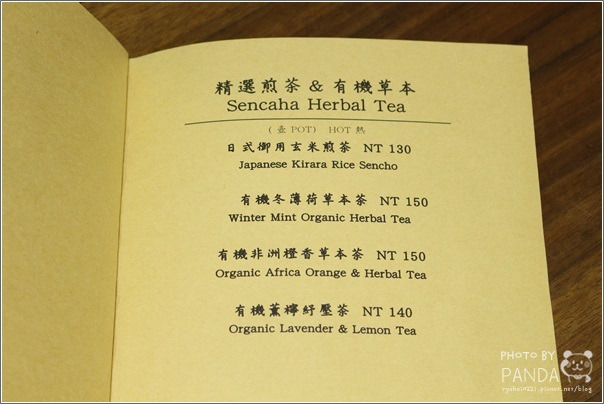 精選煎茶 & 有機草本
Sencaha Herbal Tea
(壺 POT) HOT 熱
日式御用玄米煎茶 NT 130
Japanese Kirara Rice Sencho
有機冬薄荷草本茶 NT 150
Winter Mint Organic Herbal Tea
有機非洲橙香草本茶 NT 150
Organic Africa Orange & Herbal Tea
有機薰檸紓壓茶 NT 140
Organic Lavender & Lemon Tea
PHOTO BY
PANDA